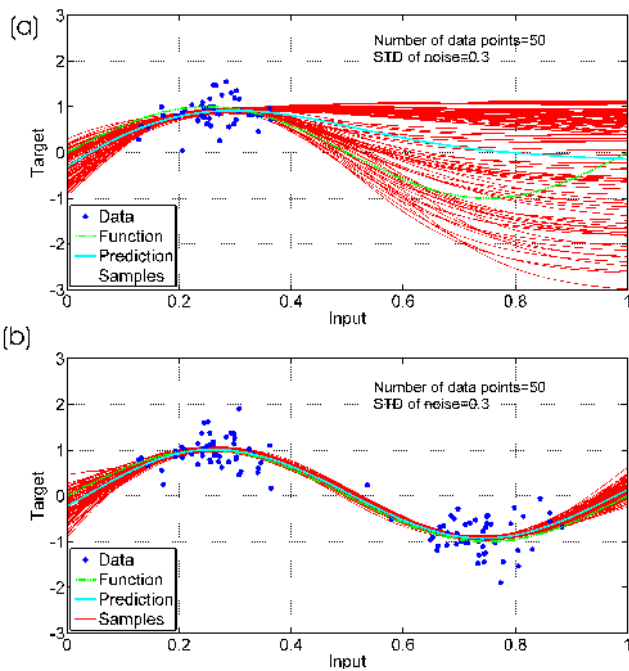 (a)
3
2
1
0
-1
-2
-3
Target
Number of data points=50
STD of noise=0.3
Data
Function
Prediction
Samples
0
0.2
0.4
0.6
0.8
1
Input
(b)
3
2
1
0
-1
-2
-3
Target
Number of data points=50
STD of noise=0.3
Data
Function
Prediction
Samples
0
0.2
0.4
0.6
0.8
1
Input